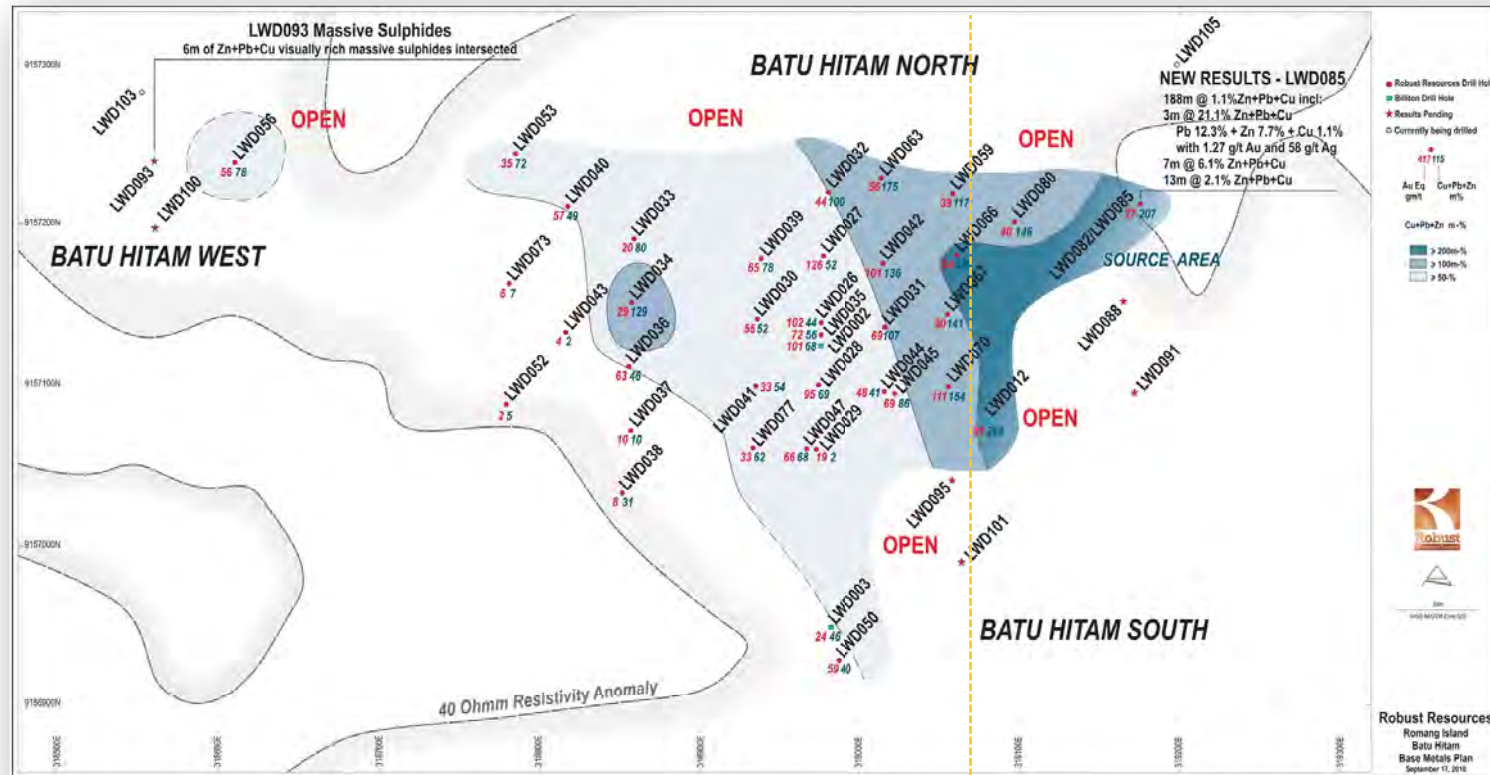 LWD093 Massive Sulphides
6m of Zn+Pb+Cu visually rich massive sulphides intersected
BATU HITAM NORTH
LWD105
NEW RESULTS - LWD085
188m @ 1.1%Zn+Pb+Cu incl:
3m @ 21.1% Zn+Pb+Cu
Pb 12.3% + Zn 7.7% + Cu 1.1%
with 1.27 g/t Au and 58 g/t Ag
7m @ 6.1% Zn+Pb+Cu
13m @ 2.1% Zn+Pb+Cu
9157300N
LWD103
LWD056
56 78
OPEN
LWD093
LWD100
BATU HITAM WEST
LWD053
35 72
OPEN
OPEN
LWD040
57 49
LWD033
20 80
LWD073
6 7
LWD034
29 129
LWD043
4 2
LWD036
63 46
LWD052
2 5
LWD037
10 10
LWD038
8 31
LWD032
44 100
LWD063
56 175
LWD059
39 117
LWD080
40 146
LWD039
65 78
LWD027
126 52
LWD042
101 136
LWD066
LWD082/LWD085
77 207
SOURCE AREA
LWD030
56 52
LWD026
102 44
LWD035
72 56
LWD002
101 68
LWD031
69 107
LWD067
90 141
LWD088
LWD091
LWD041
33 54
LWD028
95 69
LWD044
48 41
LWD045
69 86
LWD070
LWD012
OPEN
LWD077
33 62
LWD047
66 68
LWD029
19 2
LWD095
OPEN
LWD101
LWD003
24 46
LWD050
59 40
BATU HITAM SOUTH
40 Ohmm Resistivity Anomaly
9157200N
9157100N
9157000N
9156900N
Robust Resources Drill Hole
Billiton Drill Hole
Results Pending
Currently being drilled
417 115
Au Eq Cu+Pb+Zn
gm/t m%
Cu+Pb+Zn m-%
> 200m-%
> 100m-%
> 50-%
Robust
Robust Resources
Romang Island
Batu Hitam
Base Metals Plan
September 17, 2010